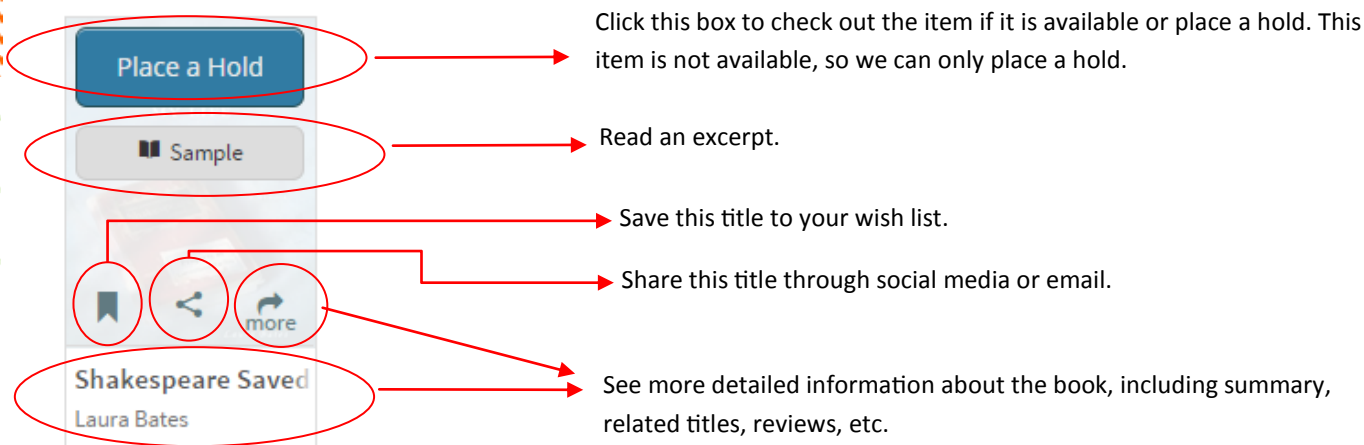 Click this box to check out the item if it is available or place a hold. This
Place a Hold
item is not available, so we can only place a hold.
Sample
Read an excerpt.
Save this title to your wish list.
Share this title through social media or email.
more
Shakespeare Saved
Laura Bates
See more detailed information about the book, including summary,
related titles, reviews, etc.